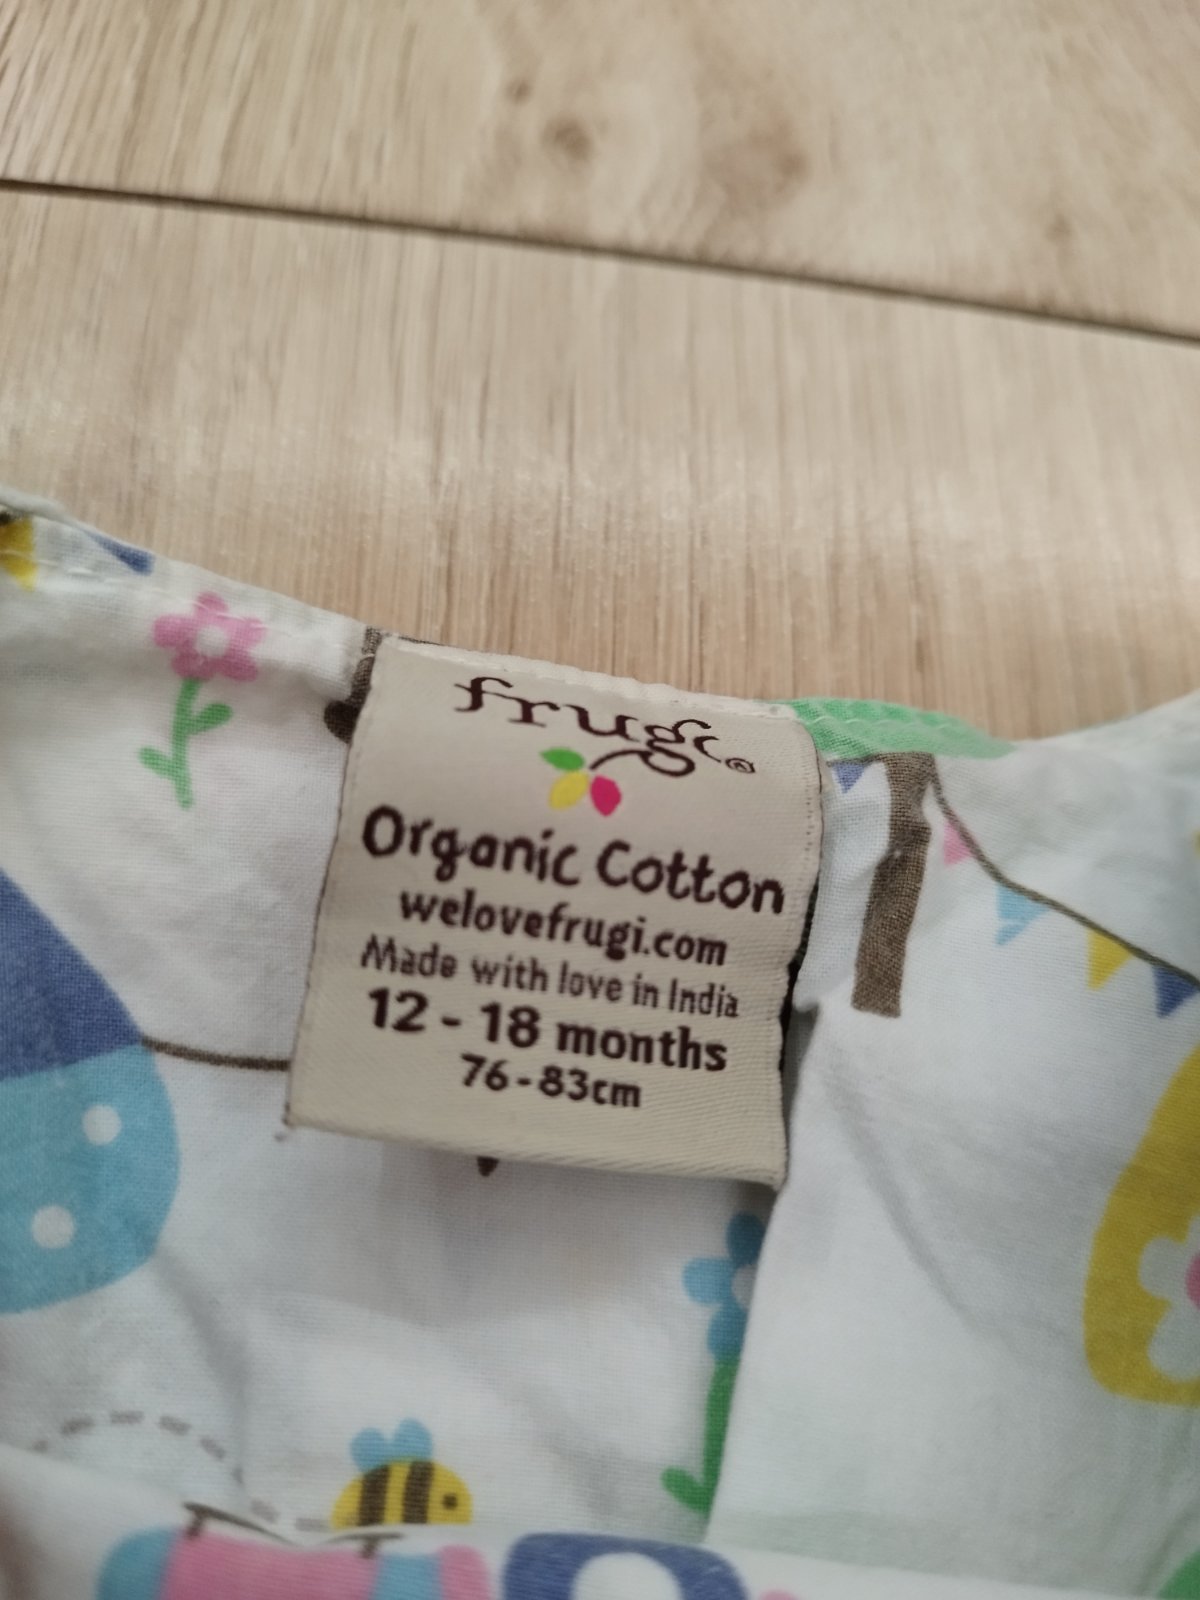 frugi®
Organic Cotton
welovefrugi.com
Made with love in India
12 - 18 months
76-83cm